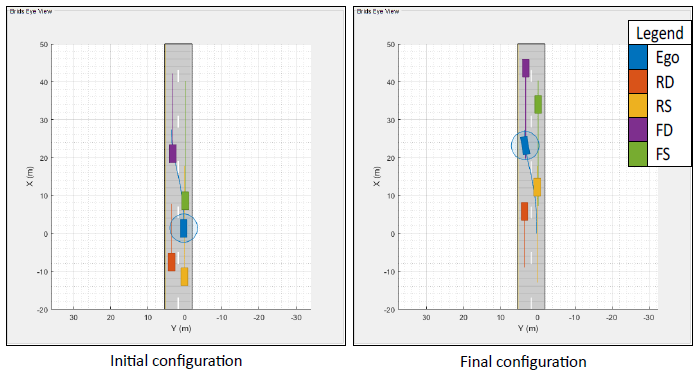 Brids Eye View
Brids Eye View
Legend
Ego
RD
RS
FD
FS
50
40
30
20
10
0
-10
-20
X (m)
30
20
10
0
-10
-20
-30
Y (m)
50
40
30
20
10
0
-10
-20
X (m)
30
20
10
0
-10
-20
-30
Y (m)
Initial configuration
Final configuration